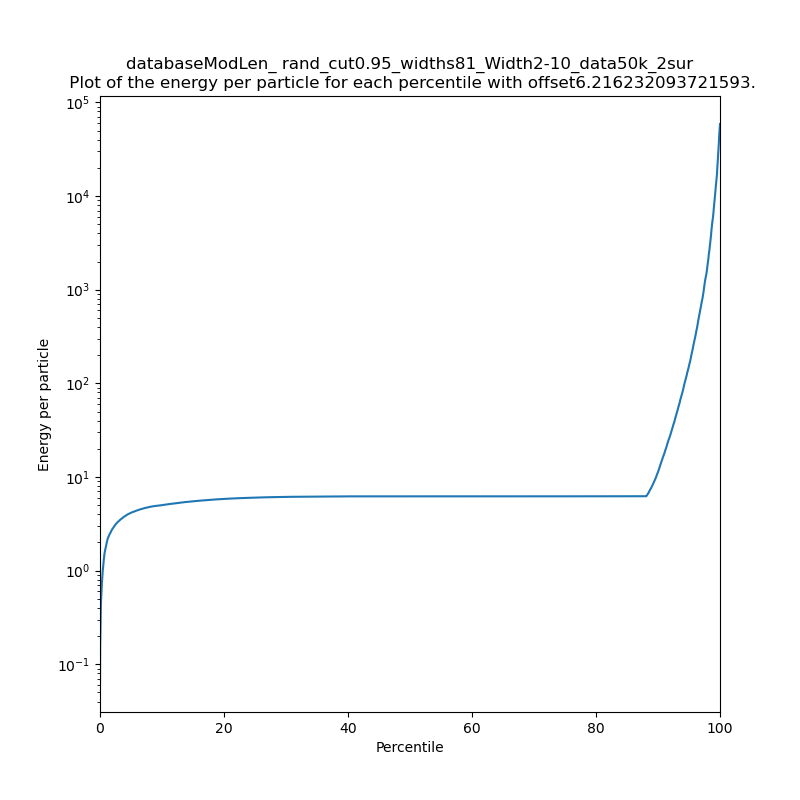 databaseModLen_ rand_cut0.95_widths81_Width2-10_data50k_2sur
Plot of the energy per particle for each percentile with offset6.216232093721593.
10⁵
10⁴
10³
10²
10¹
10⁰
10⁻¹
Energy per particle
0 20 40 60 80 100
Percentile